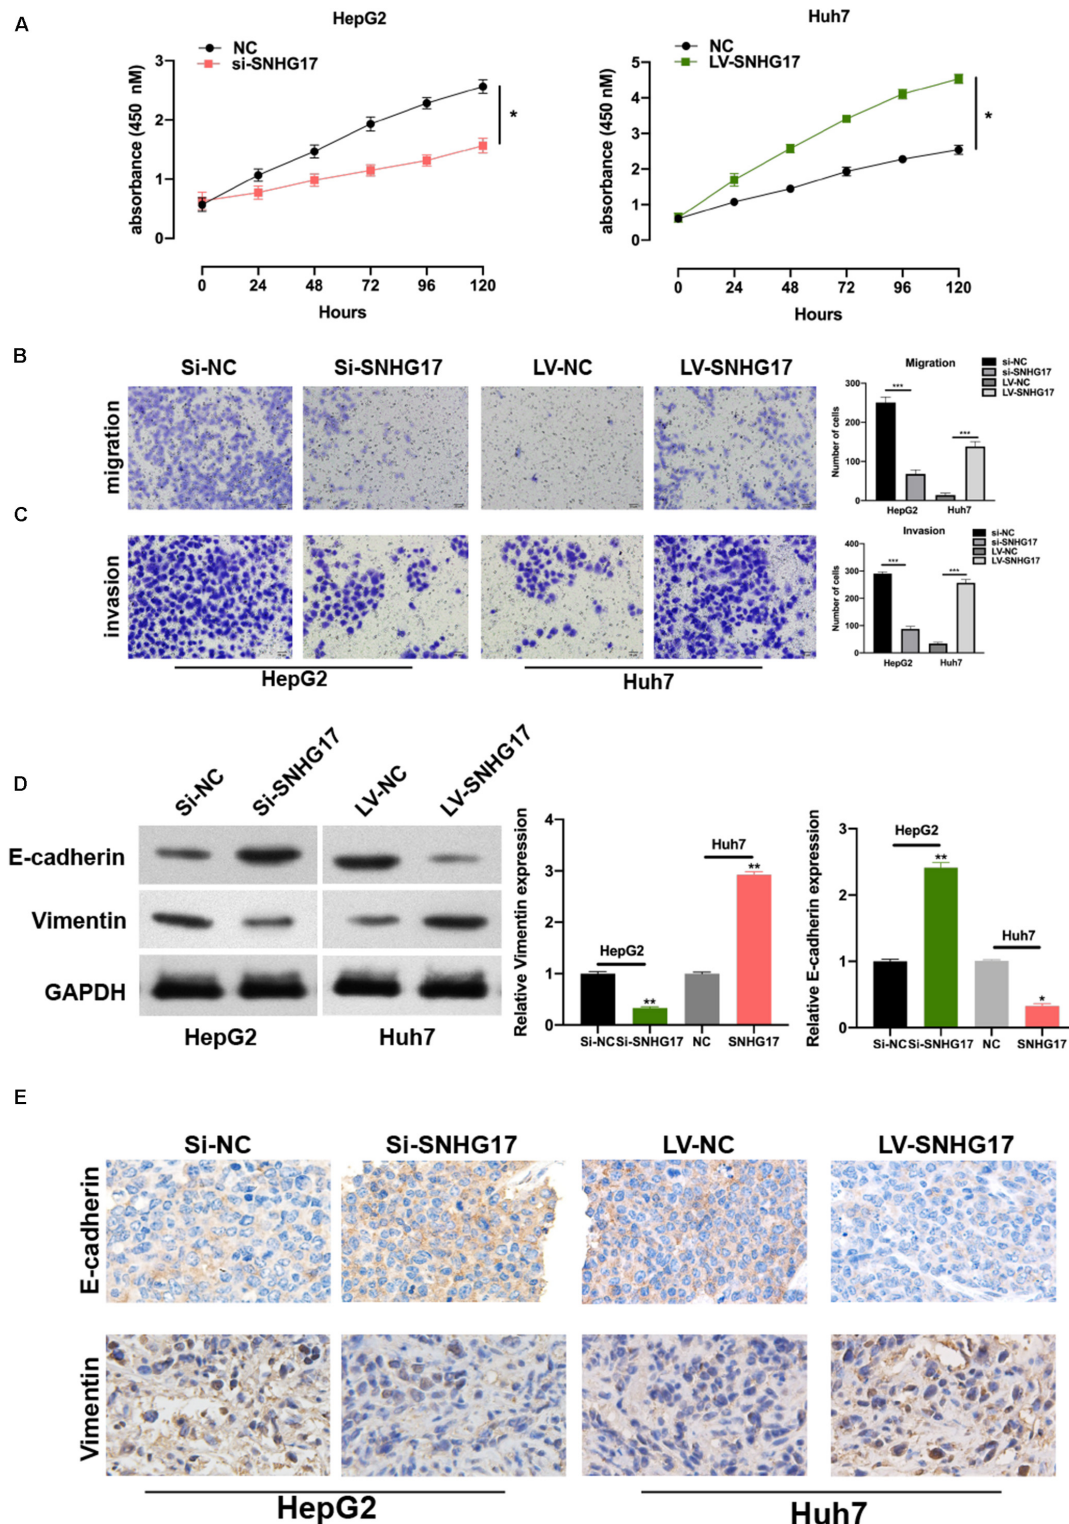 A
HepG2
NC
si-SNHG17
absorbance (450 nM)
3
2
1
0
*
0 24 48 72 96 120
Hours
Huh7
NC
LV-SNHG17
absorbance (450 nM)
5
4
3
2
1
0
*
0 24 48 72 96 120
Hours
B
Si-NC Si-SNHG17 LV-NC LV-SNHG17
migration
Migration
si-NC
si-SNHG17
LV-NC
LV-SNHG17
Number of cells
300
200
100
0
*** ***
HepG2 Huh7
C
invasion
HepG2 Huh7
Invasion
si-NC
si-SNHG17
LV-NC
LV-SNHG17
Number of cells
400
300
200
100
0
*** ***
HepG2 Huh7
D
Si-NC Si-SNHG17 LV-NC LV-SNHG17
E-cadherin
Vimentin
GAPDH
HepG2 Huh7
Relative Vimentin expression
4
3
2
1
0
HepG2
**
Huh7
**
Si-NC Si-SNHG17 NC SNHG17
Relative E-cadherin expression
3
2
1
0
HepG2
**
Huh7
*
Si-NC Si-SNHG17 NC SNHG17
E
Si-NC Si-SNHG17 LV-NC LV-SNHG17
E-cadherin
Vimentin
HepG2 Huh7